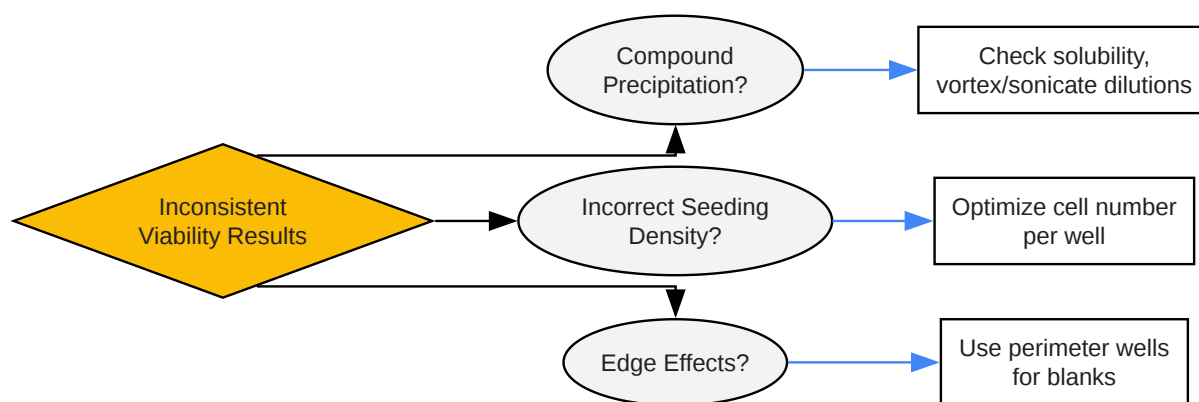 Compound
Precipitation?
Check solubility,
vortex/sonicate dilutions
Inconsistent
Viability Results
Incorrect Seeding
Density?
Optimize cell number
per well
Edge Effects?
Use perimeter wells
for blanks